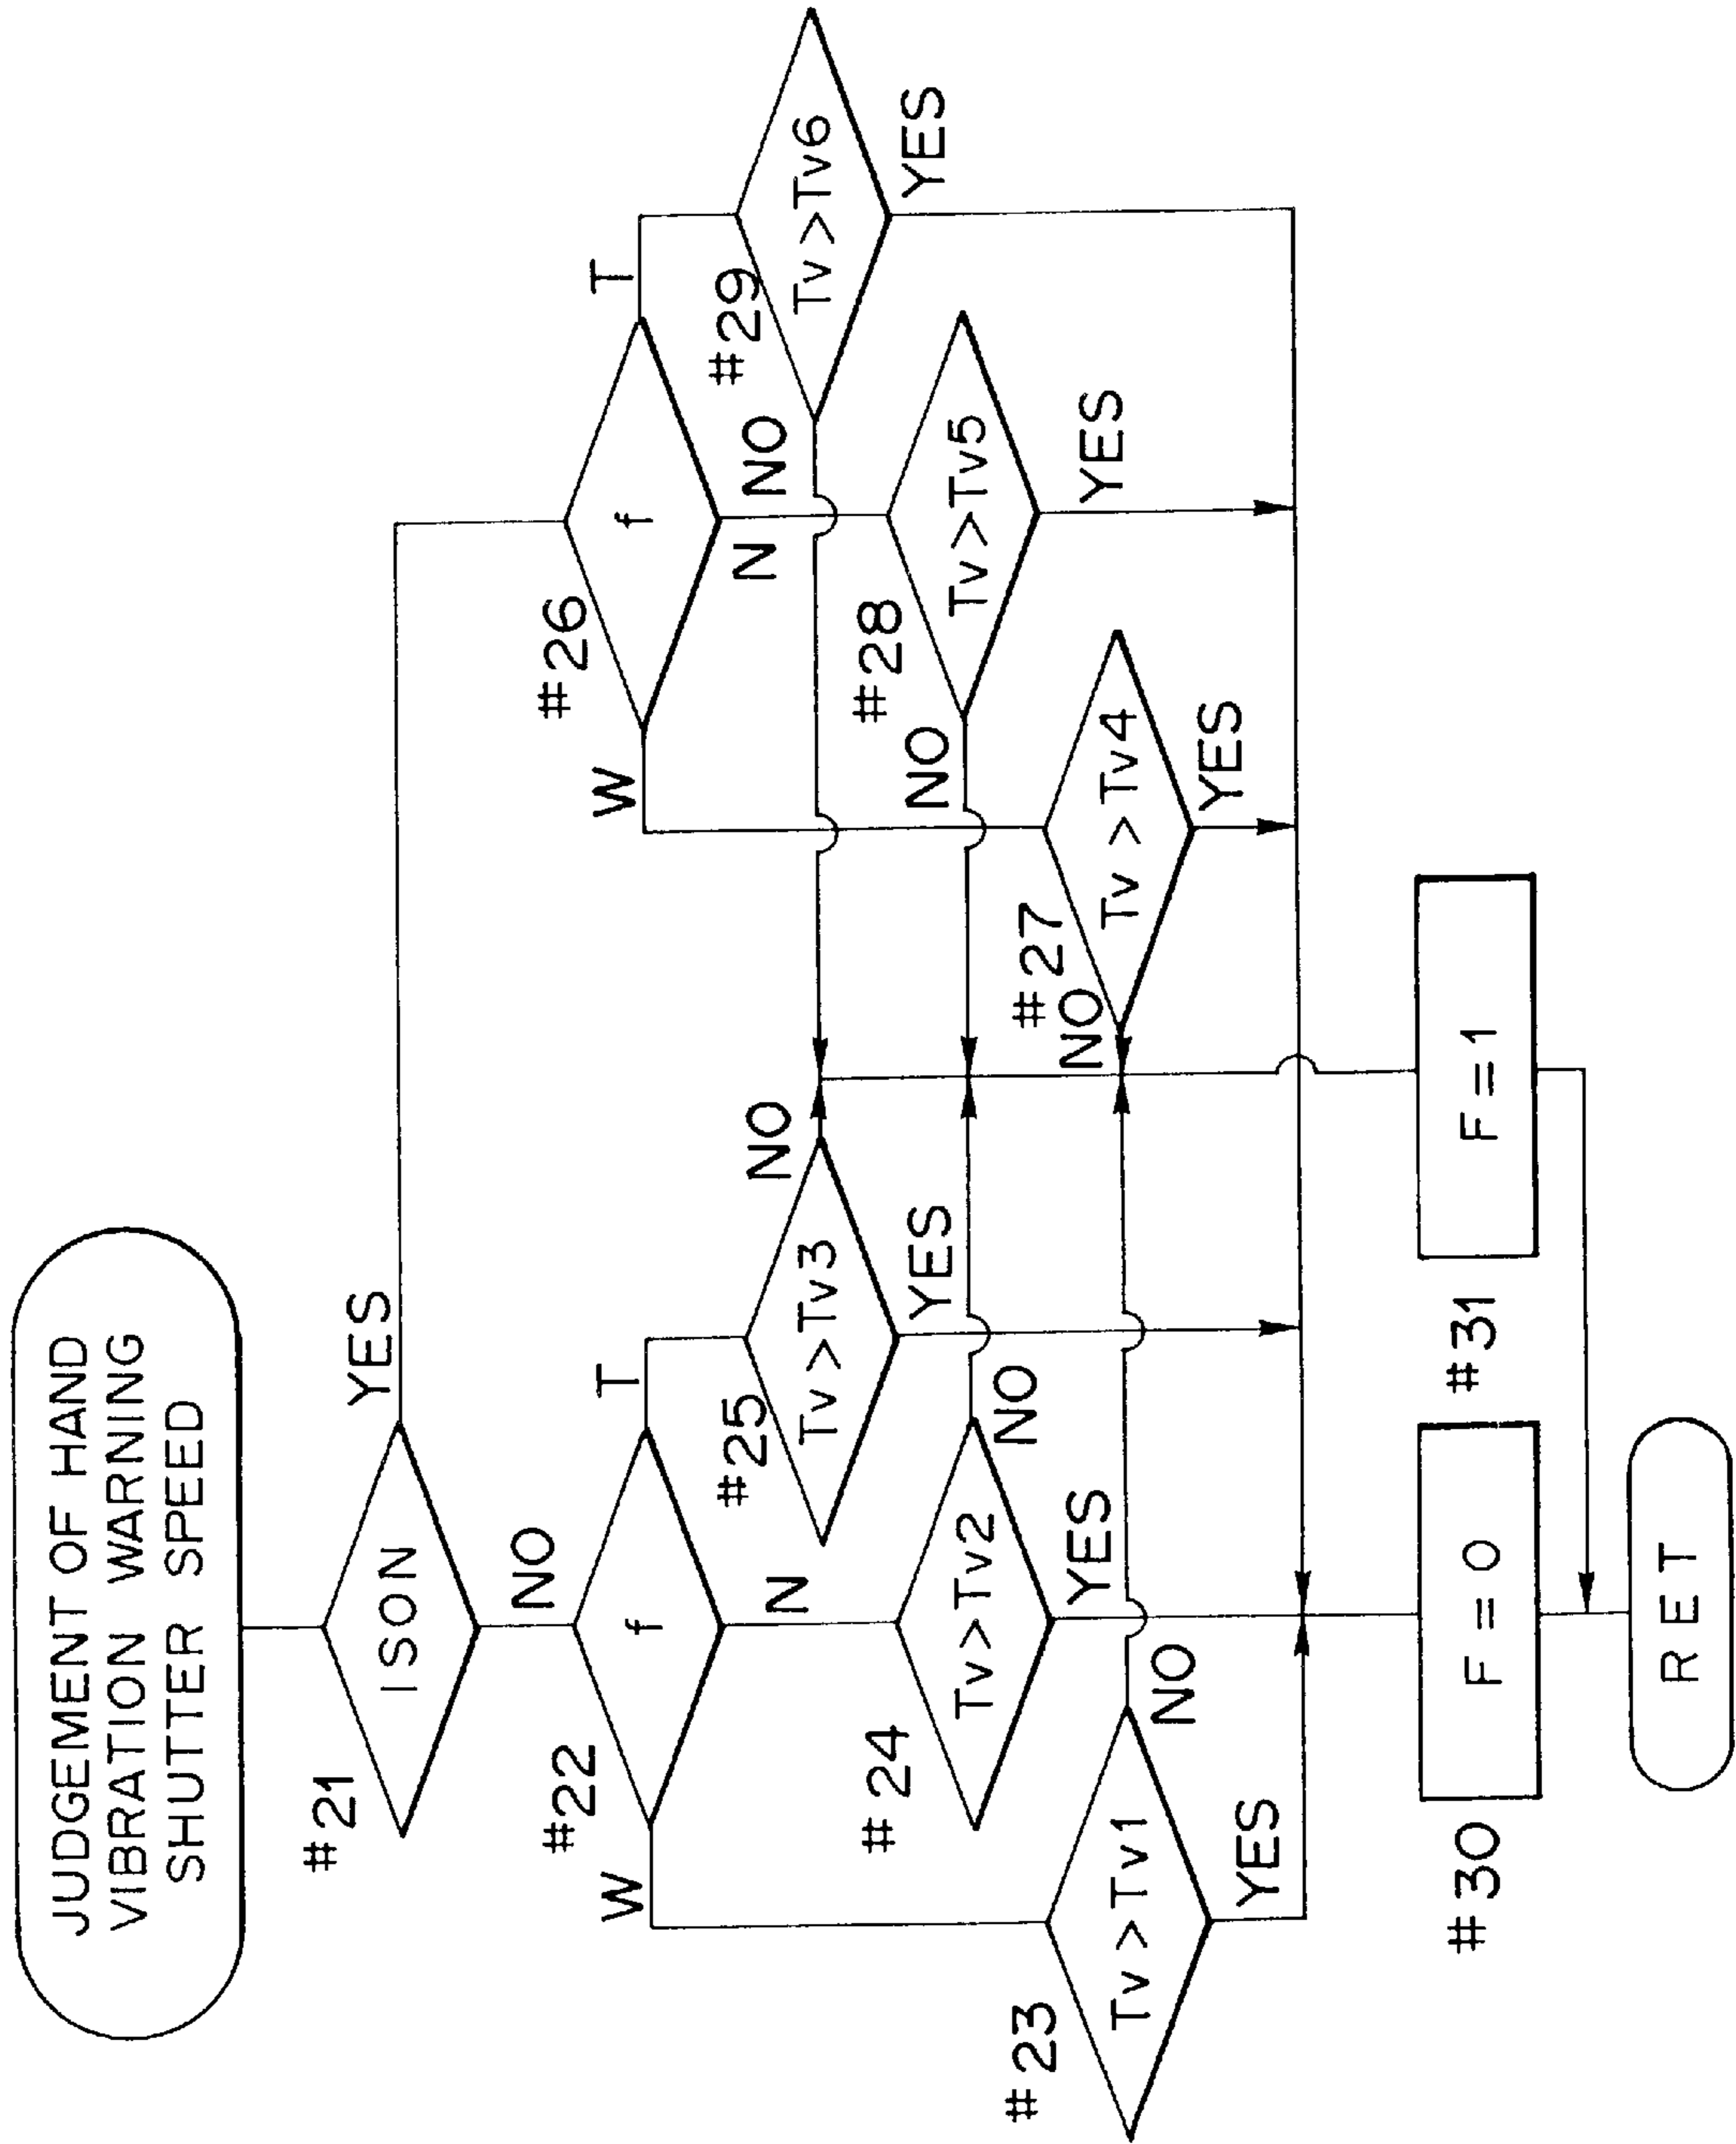 JUDGEMENT OF HAND
VIBRATION WARNING
SHUTTER SPEED
#21
ISON
YES
NO
#22
f
W
N
T
#26
f
W
N
T
#25
Tv>Tv3
NO
YES
#29
Tv>Tv6
NO
YES
#24
Tv>Tv2
NO
YES
#28
Tv>Tv5
NO
YES
#23
Tv>Tv1
NO
YES
#27
Tv>Tv4
NO
YES
#30
F=0
#31
F=1
RET